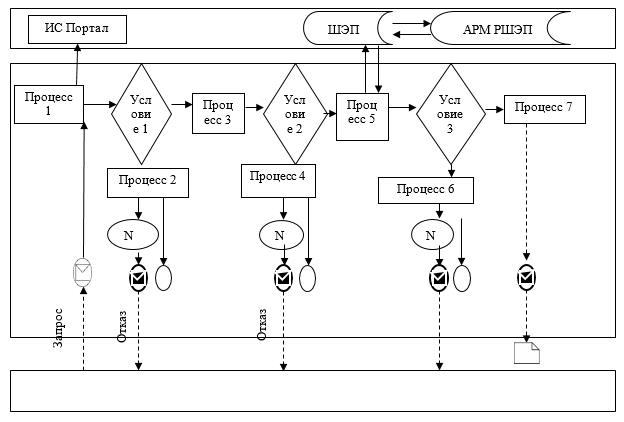 ИС Портал
ШЭП
АРМ РШЭП
Процесс
1
Усл
ови
е 1
Проц
есс 3
Усл
ови
е 2
Проц
есс 5
Усл
овие
3
Процесс 7
Процесс 2
Процесс 4
Процесс 6
N
N
N
Запрос
Отказ
Отказ